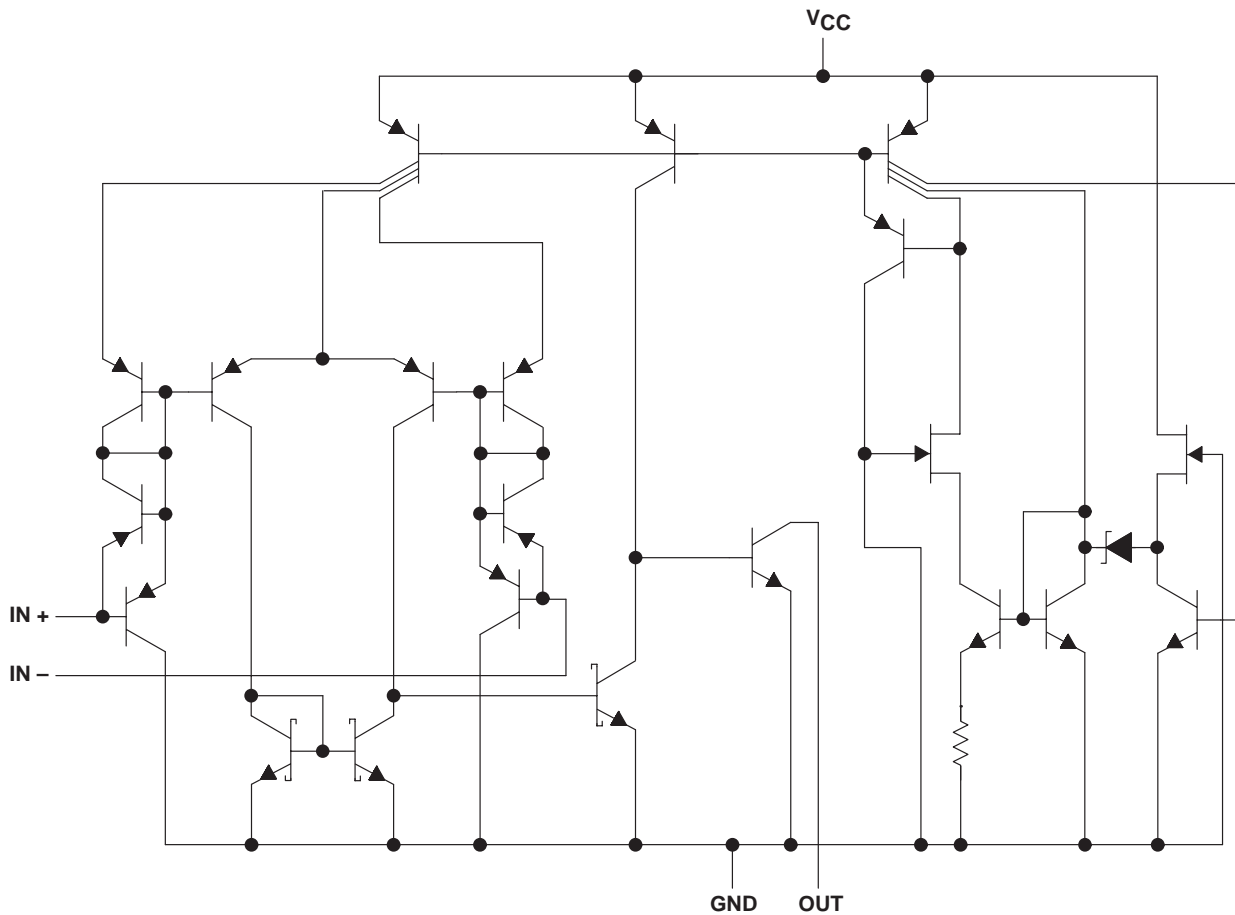 VCC
IN +
IN –
GND
OUT